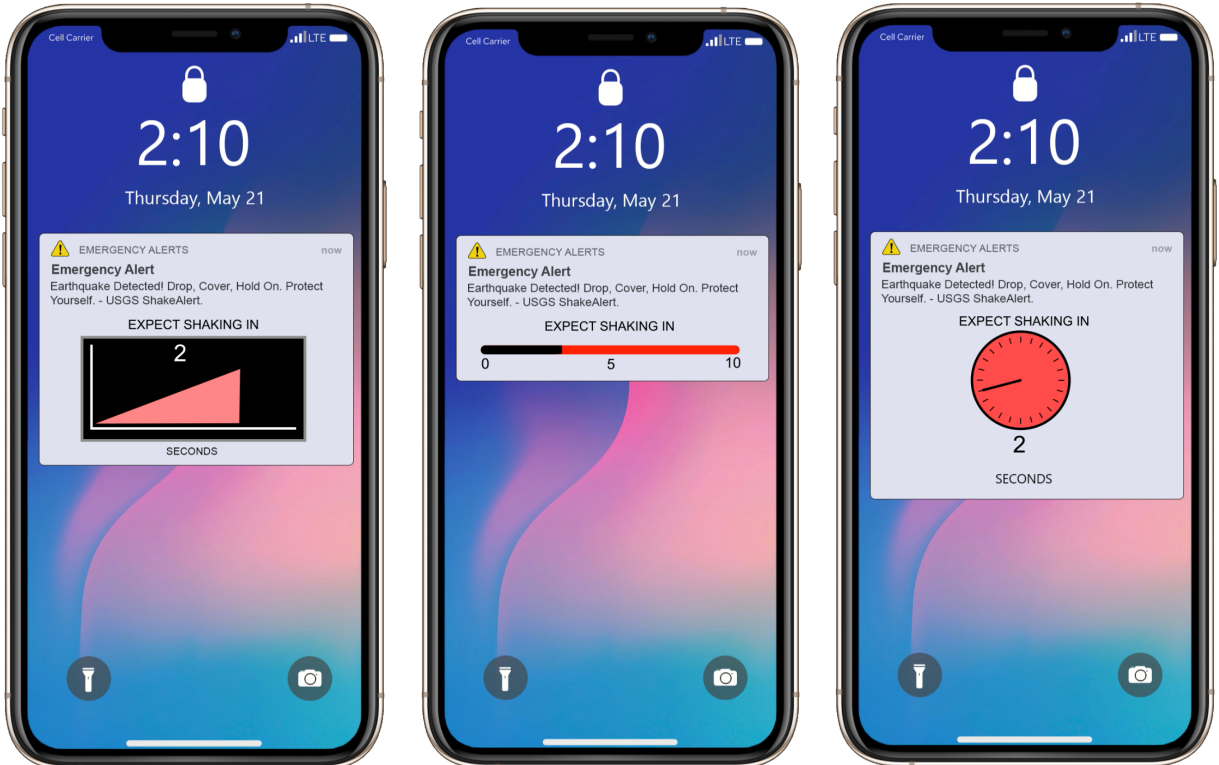 Cell Carrier
LTE
2:10
Thursday, May 21
EMERGENCY ALERTS now
Emergency Alert
Earthquake Detected! Drop, Cover, Hold On. Protect
Yourself. - USGS ShakeAlert.
EXPECT SHAKING IN
2
SECONDS
Cell Carrier
LTE
2:10
Thursday, May 21
EMERGENCY ALERTS now
Emergency Alert
Earthquake Detected! Drop, Cover, Hold On. Protect
Yourself. - USGS ShakeAlert.
EXPECT SHAKING IN
0 5 10
Cell Carrier
LTE
2:10
Thursday, May 21
EMERGENCY ALERTS now
Emergency Alert
Earthquake Detected! Drop, Cover, Hold On. Protect
Yourself. - USGS ShakeAlert.
EXPECT SHAKING IN
2
SECONDS